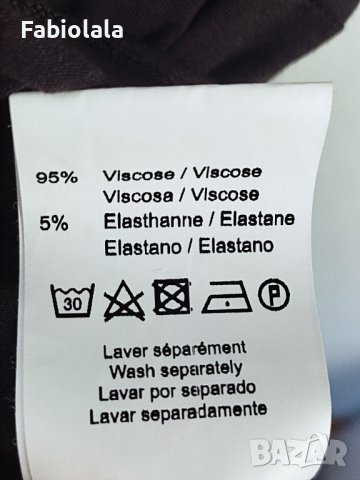 Fabiolala
95% Viscose / Viscose
Viscosa / Viscose
5% Elasthanne / Elastane
Elastano / Elastano
30 P
Laver séparément
Wash separately
Lavar por separado
Lavare separadamente
BAZAR